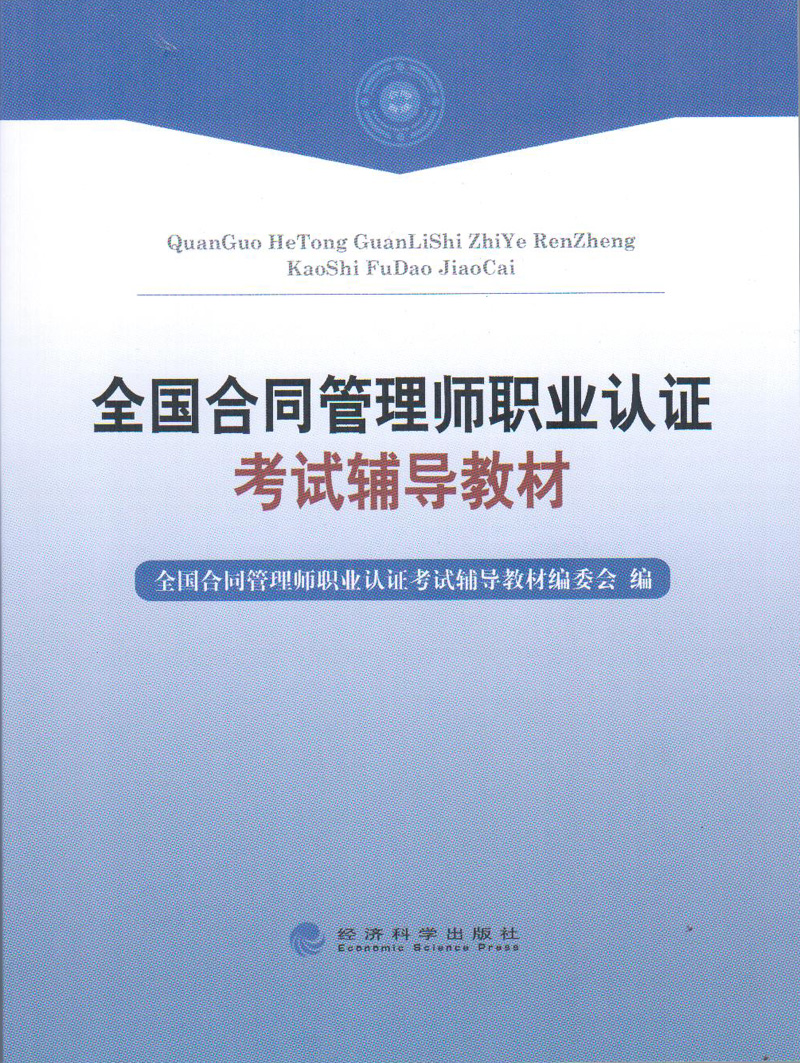 QuanGuo HeTong GuanLiShi ZhiYe RenZheng
KaoShi FuDao JiaoCai
全国合同管理师职业认证
考试辅导教材
全国合同管理师职业认证考试辅导教材编委会 编
经济科学出版社
Economic Science Press